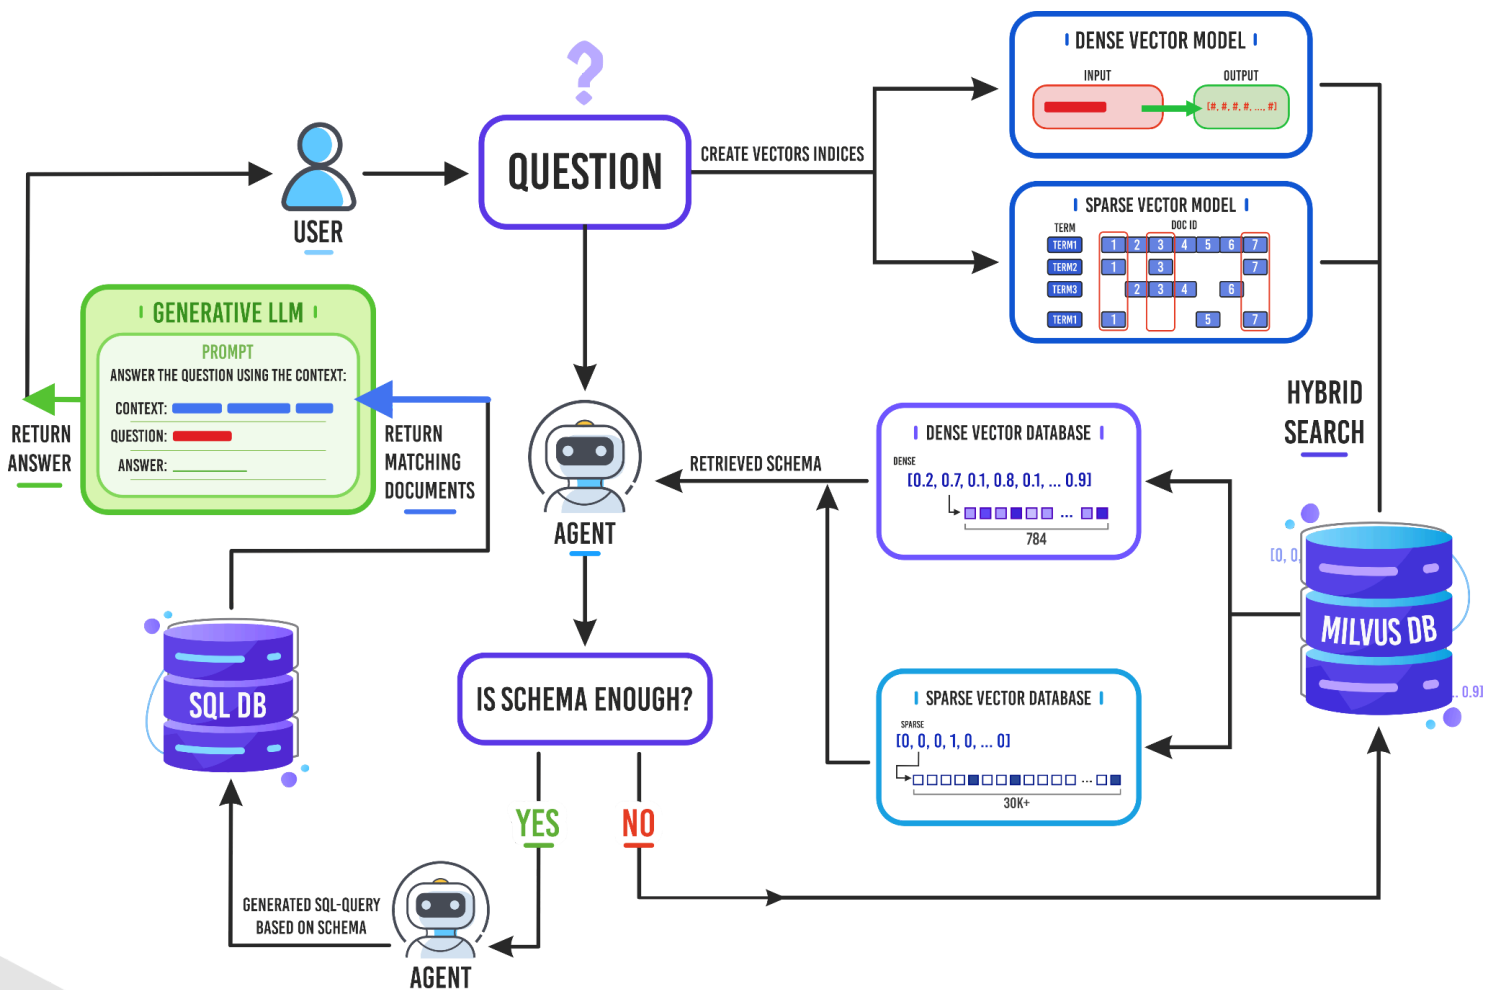 ?
QUESTION
USER
CREATE VECTORS INDICES
DENSE VECTOR MODEL
INPUT
OUTPUT
[#, #, #, #, ..., #]
SPARSE VECTOR MODEL
TERM
DOC ID
TERM1 1 2 3 4 5 6 7
TERM2 1 3 7
TERM3 2 3 4 6
TERM1 1 5 7
HYBRID
SEARCH
GENERATIVE LLM
PROMPT
ANSWER THE QUESTION USING THE CONTEXT:
CONTEXT:
QUESTION:
ANSWER:
RETURN
ANSWER
RETURN
MATCHING
DOCUMENTS
AGENT
RETRIEVED SCHEMA
DENSE VECTOR DATABASE
DENSE
[0.2, 0.7, 0.1, 0.8, 0.1, ... 0.9]
...
784
SPARSE VECTOR DATABASE
SPARSE
[0, 0, 0, 1, 0, ... 0]
...
30K+
[0, 0,
MILVUS DB
.. 0.9]
IS SCHEMA ENOUGH?
YES
NO
SQL DB
GENERATED SQL-QUERY
BASED ON SCHEMA
AGENT